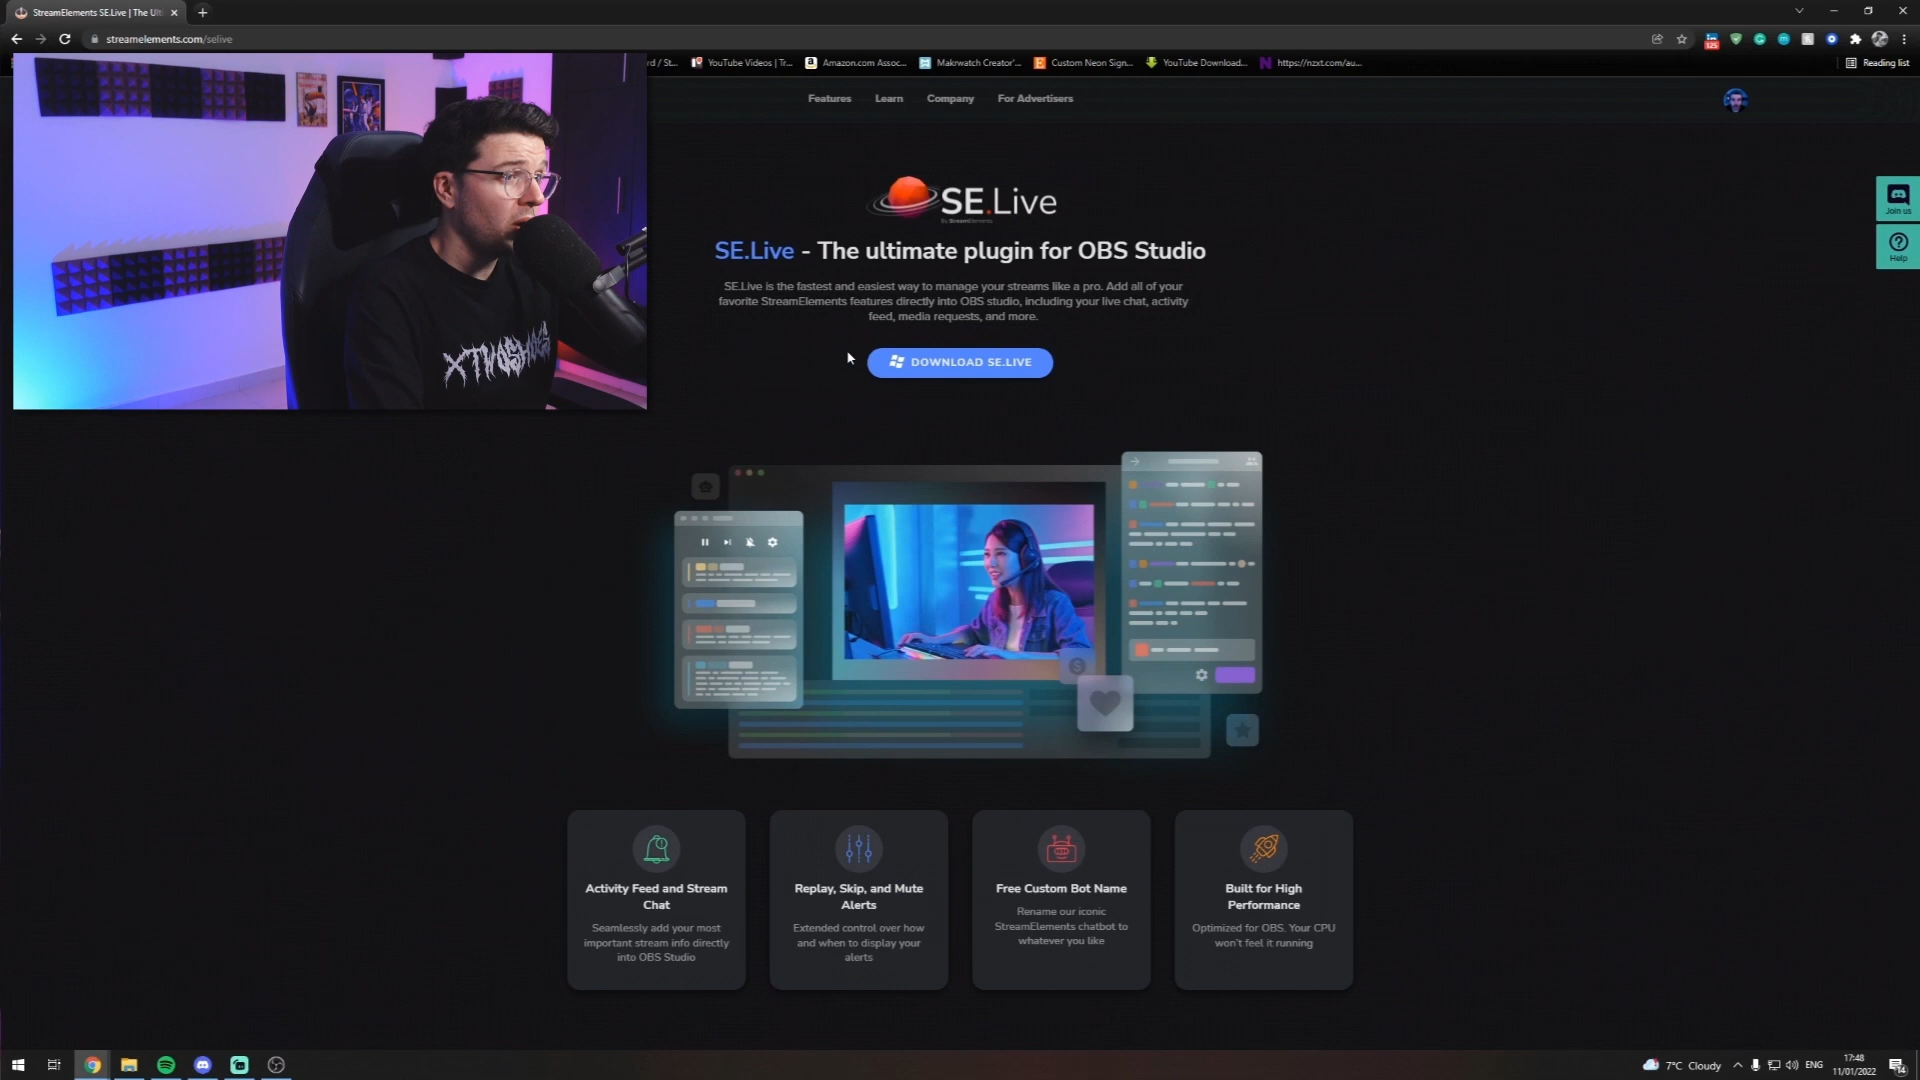 StreamElements SE.Live | The Ulti
streamelements.com/selive
rd / St...
YouTube Videos | Tr...
Amazon.com Assoc...
Makrwatch Creator'...
Custom Neon Sign...
YouTube Download...
https://nzxt.com/au...
Reading list
125
Features
Learn
Company
For Advertisers
SE.Live
By StreamElements
SE.Live - The ultimate plugin for OBS Studio
SE.Live is the fastest and easiest way to manage your streams like a pro. Add all of your
favorite StreamElements features directly into OBS studio, including your live chat, activity
feed, media requests, and more.
DOWNLOAD SE.LIVE
Join us
Help
XTWOSHOES
Activity Feed and Stream
Chat
Seamlessly add your most
important stream info directly
into OBS Studio
Replay, Skip, and Mute
Alerts
Extended control over how
and when to display your
alerts
Free Custom Bot Name
Rename our iconic
StreamElements chatbot to
whatever you like
Built for High
Performance
Optimized for OBS. Your CPU
won't feel it running
7°C Cloudy
ENG
17:48
11/01/2022
14